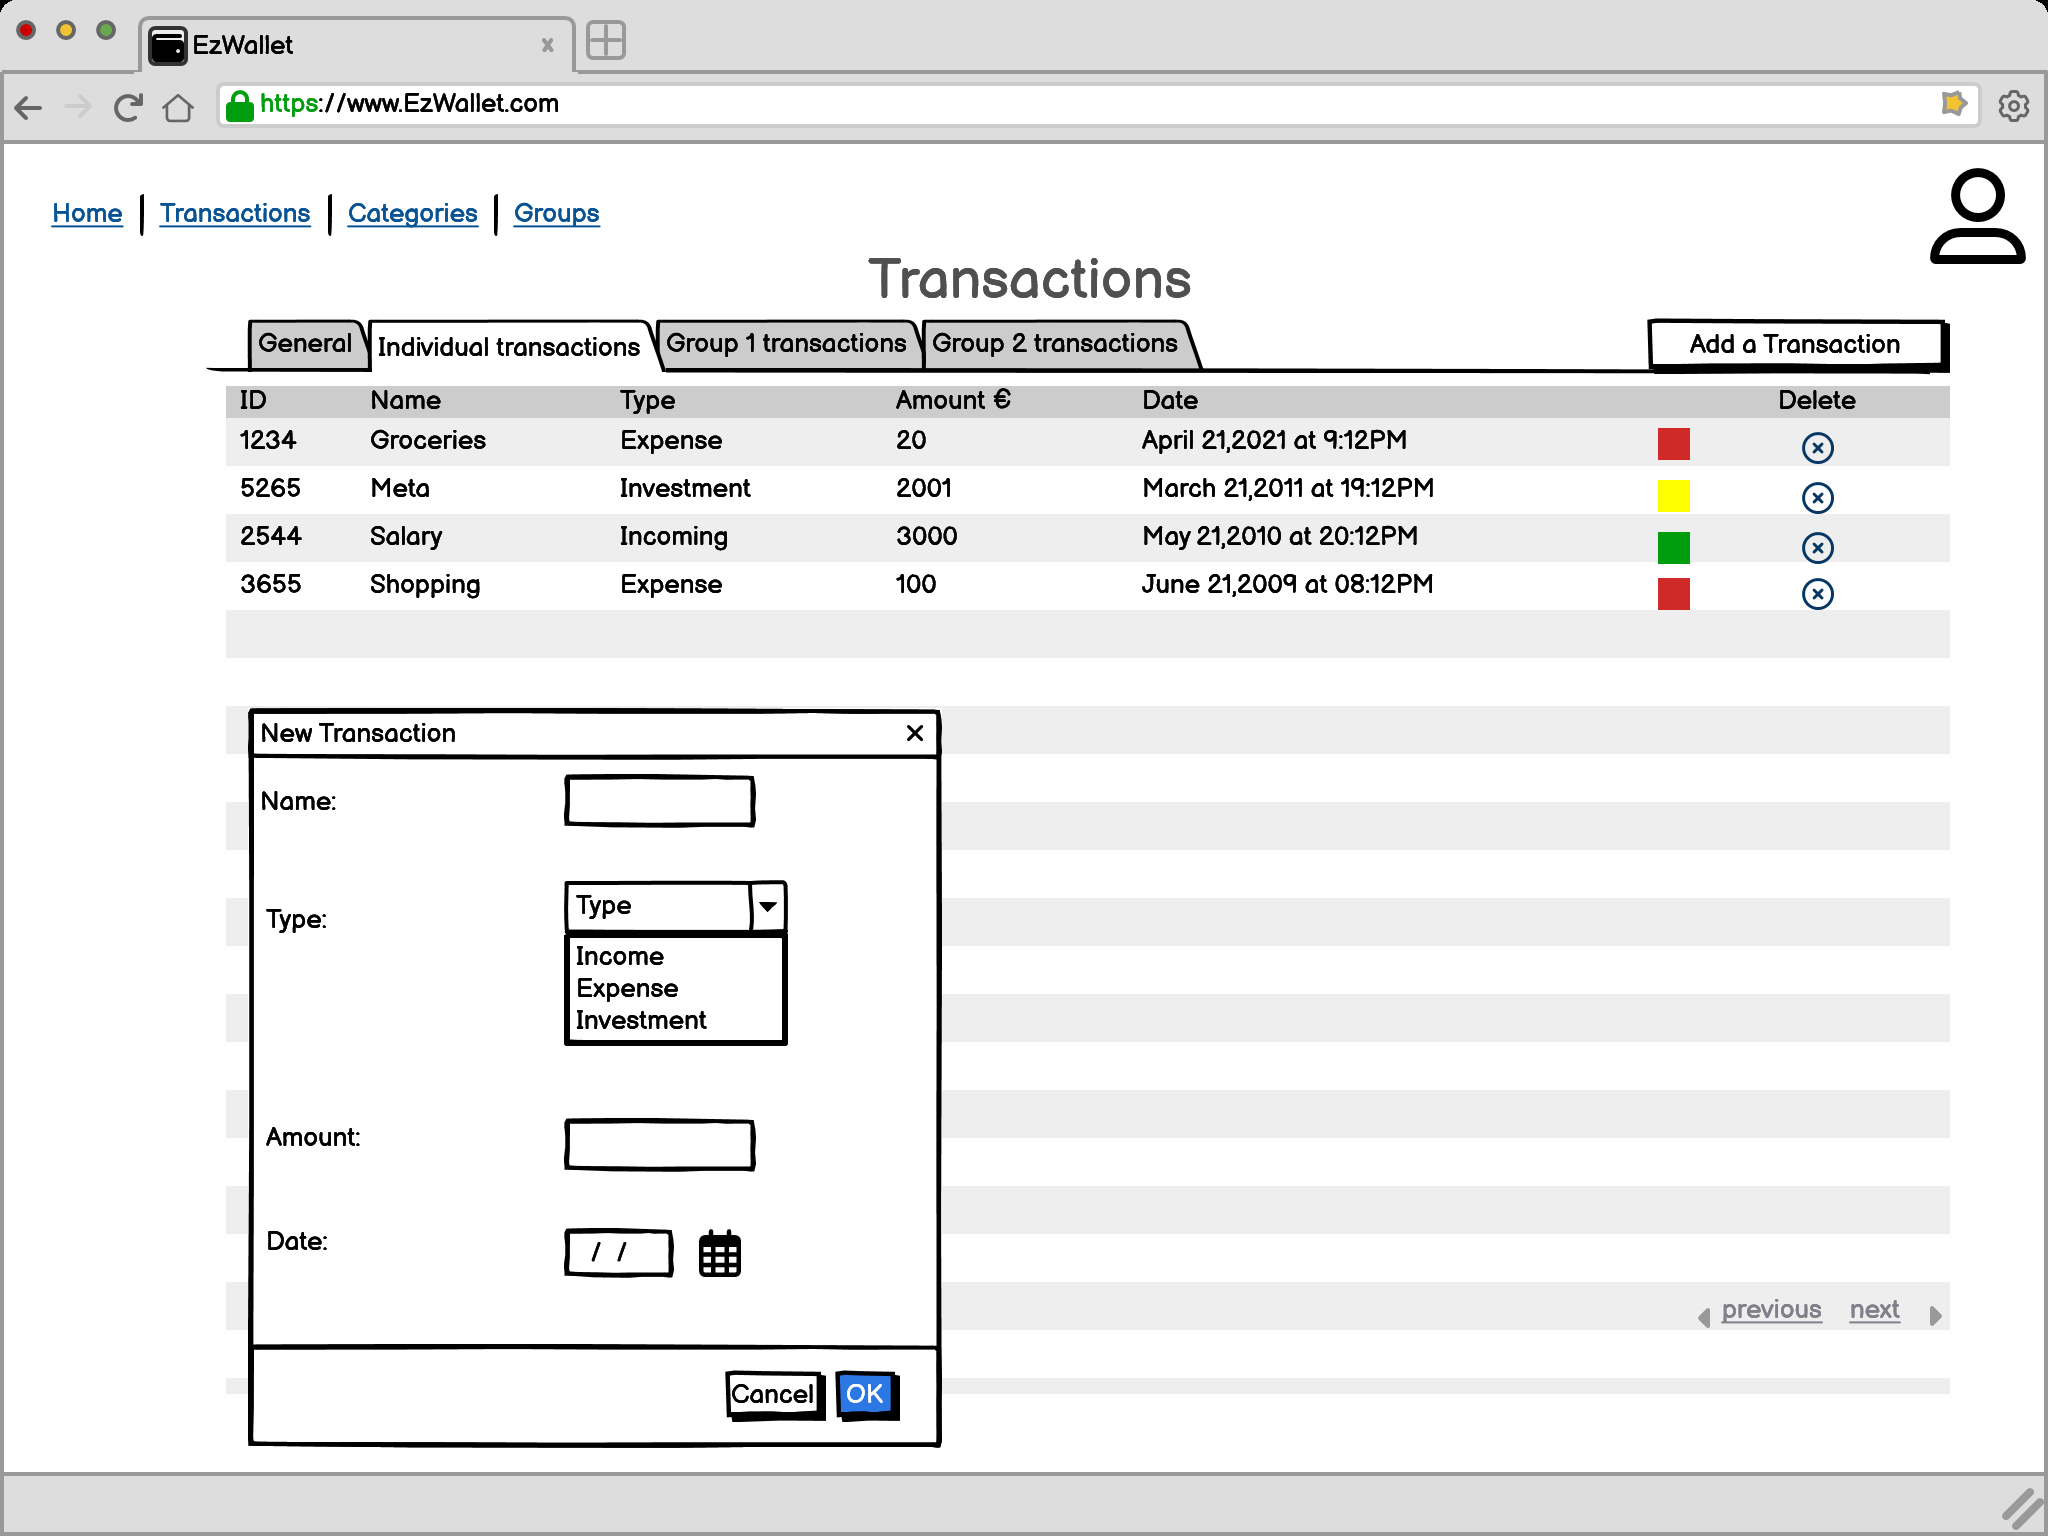 EzWallet
https://www.EzWallet.com
Home Transactions Categories Groups
Transactions
General Individual transactions Group 1 transactions Group 2 transactions Add a Transaction
ID Name Type Amount € Date Delete
1234 Groceries Expense 20 April 21,2021 at 9:12PM
5265 Meta Investment 2001 March 21,2011 at 19:12PM
2544 Salary Incoming 3000 May 21,2010 at 20:12PM
3655 Shopping Expense 100 June 21,2009 at 08:12PM
New Transaction
Name:
Type: Type
Income
Expense
Investment
Amount:
Date: / /
previous next
Cancel OK